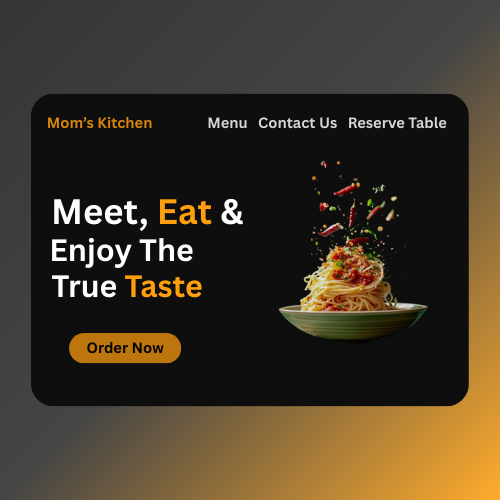 Mom’s Kitchen Menu Contact Us Reserve Table
Meet, Eat &
Enjoy The
True Taste
Order Now